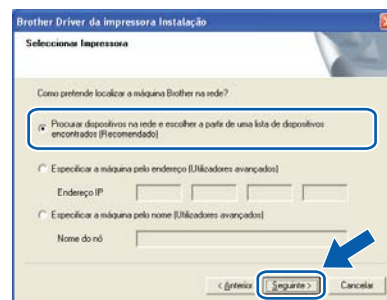 Brother Driver da impressora Instalação
Seleccionar Impressora
Como pretende localizar a máquina Brother na rede?
Procurar dispositivos na rede e escolher a partir de uma lista de dispositivos
encontrados (Recomendado)
Especificar a máquina pelo endereço (Utilizadores avançados)
Endereço IP
Especificar a máquina pelo nome (Utilizadores avançados)
Nome do nó
< Anterior Seguinte > Cancelar